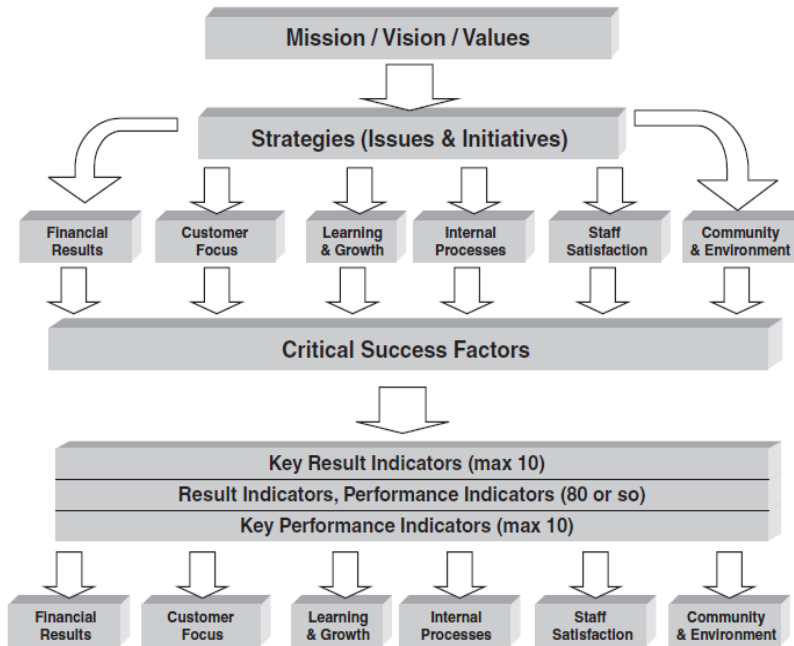 Mission / Vision / Values
Strategies (Issues & Initiatives)
Financial
Results
Customer
Focus
Learning
& Growth
Internal
Processes
Staff
Satisfaction
Community
& Environment
Critical Success Factors
Key Result Indicators (max 10)
Result Indicators, Performance Indicators (80 or so)
Key Performance Indicators (max 10)
Financial
Results
Customer
Focus
Learning
& Growth
Internal
Processes
Staff
Satisfaction
Community
& Environment